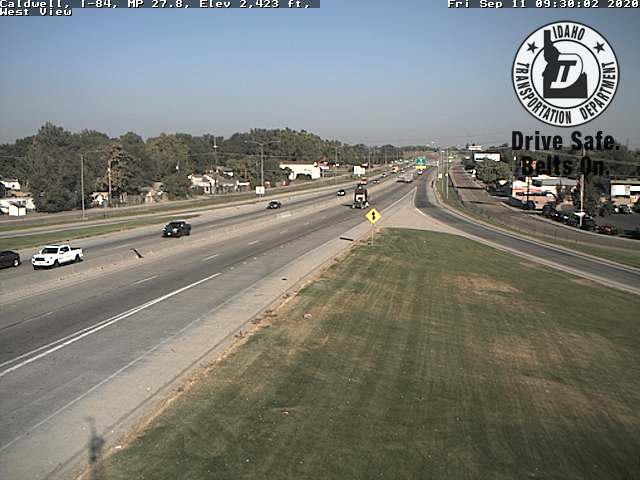 Caldwell, I-84, MP 27.8, Elev 2,423 ft,
West View
Fri Sep 11 09:30:02 2020
IDAHO
TRANSPORTATION DEPARTMENT
Drive Safe.
Belts On.